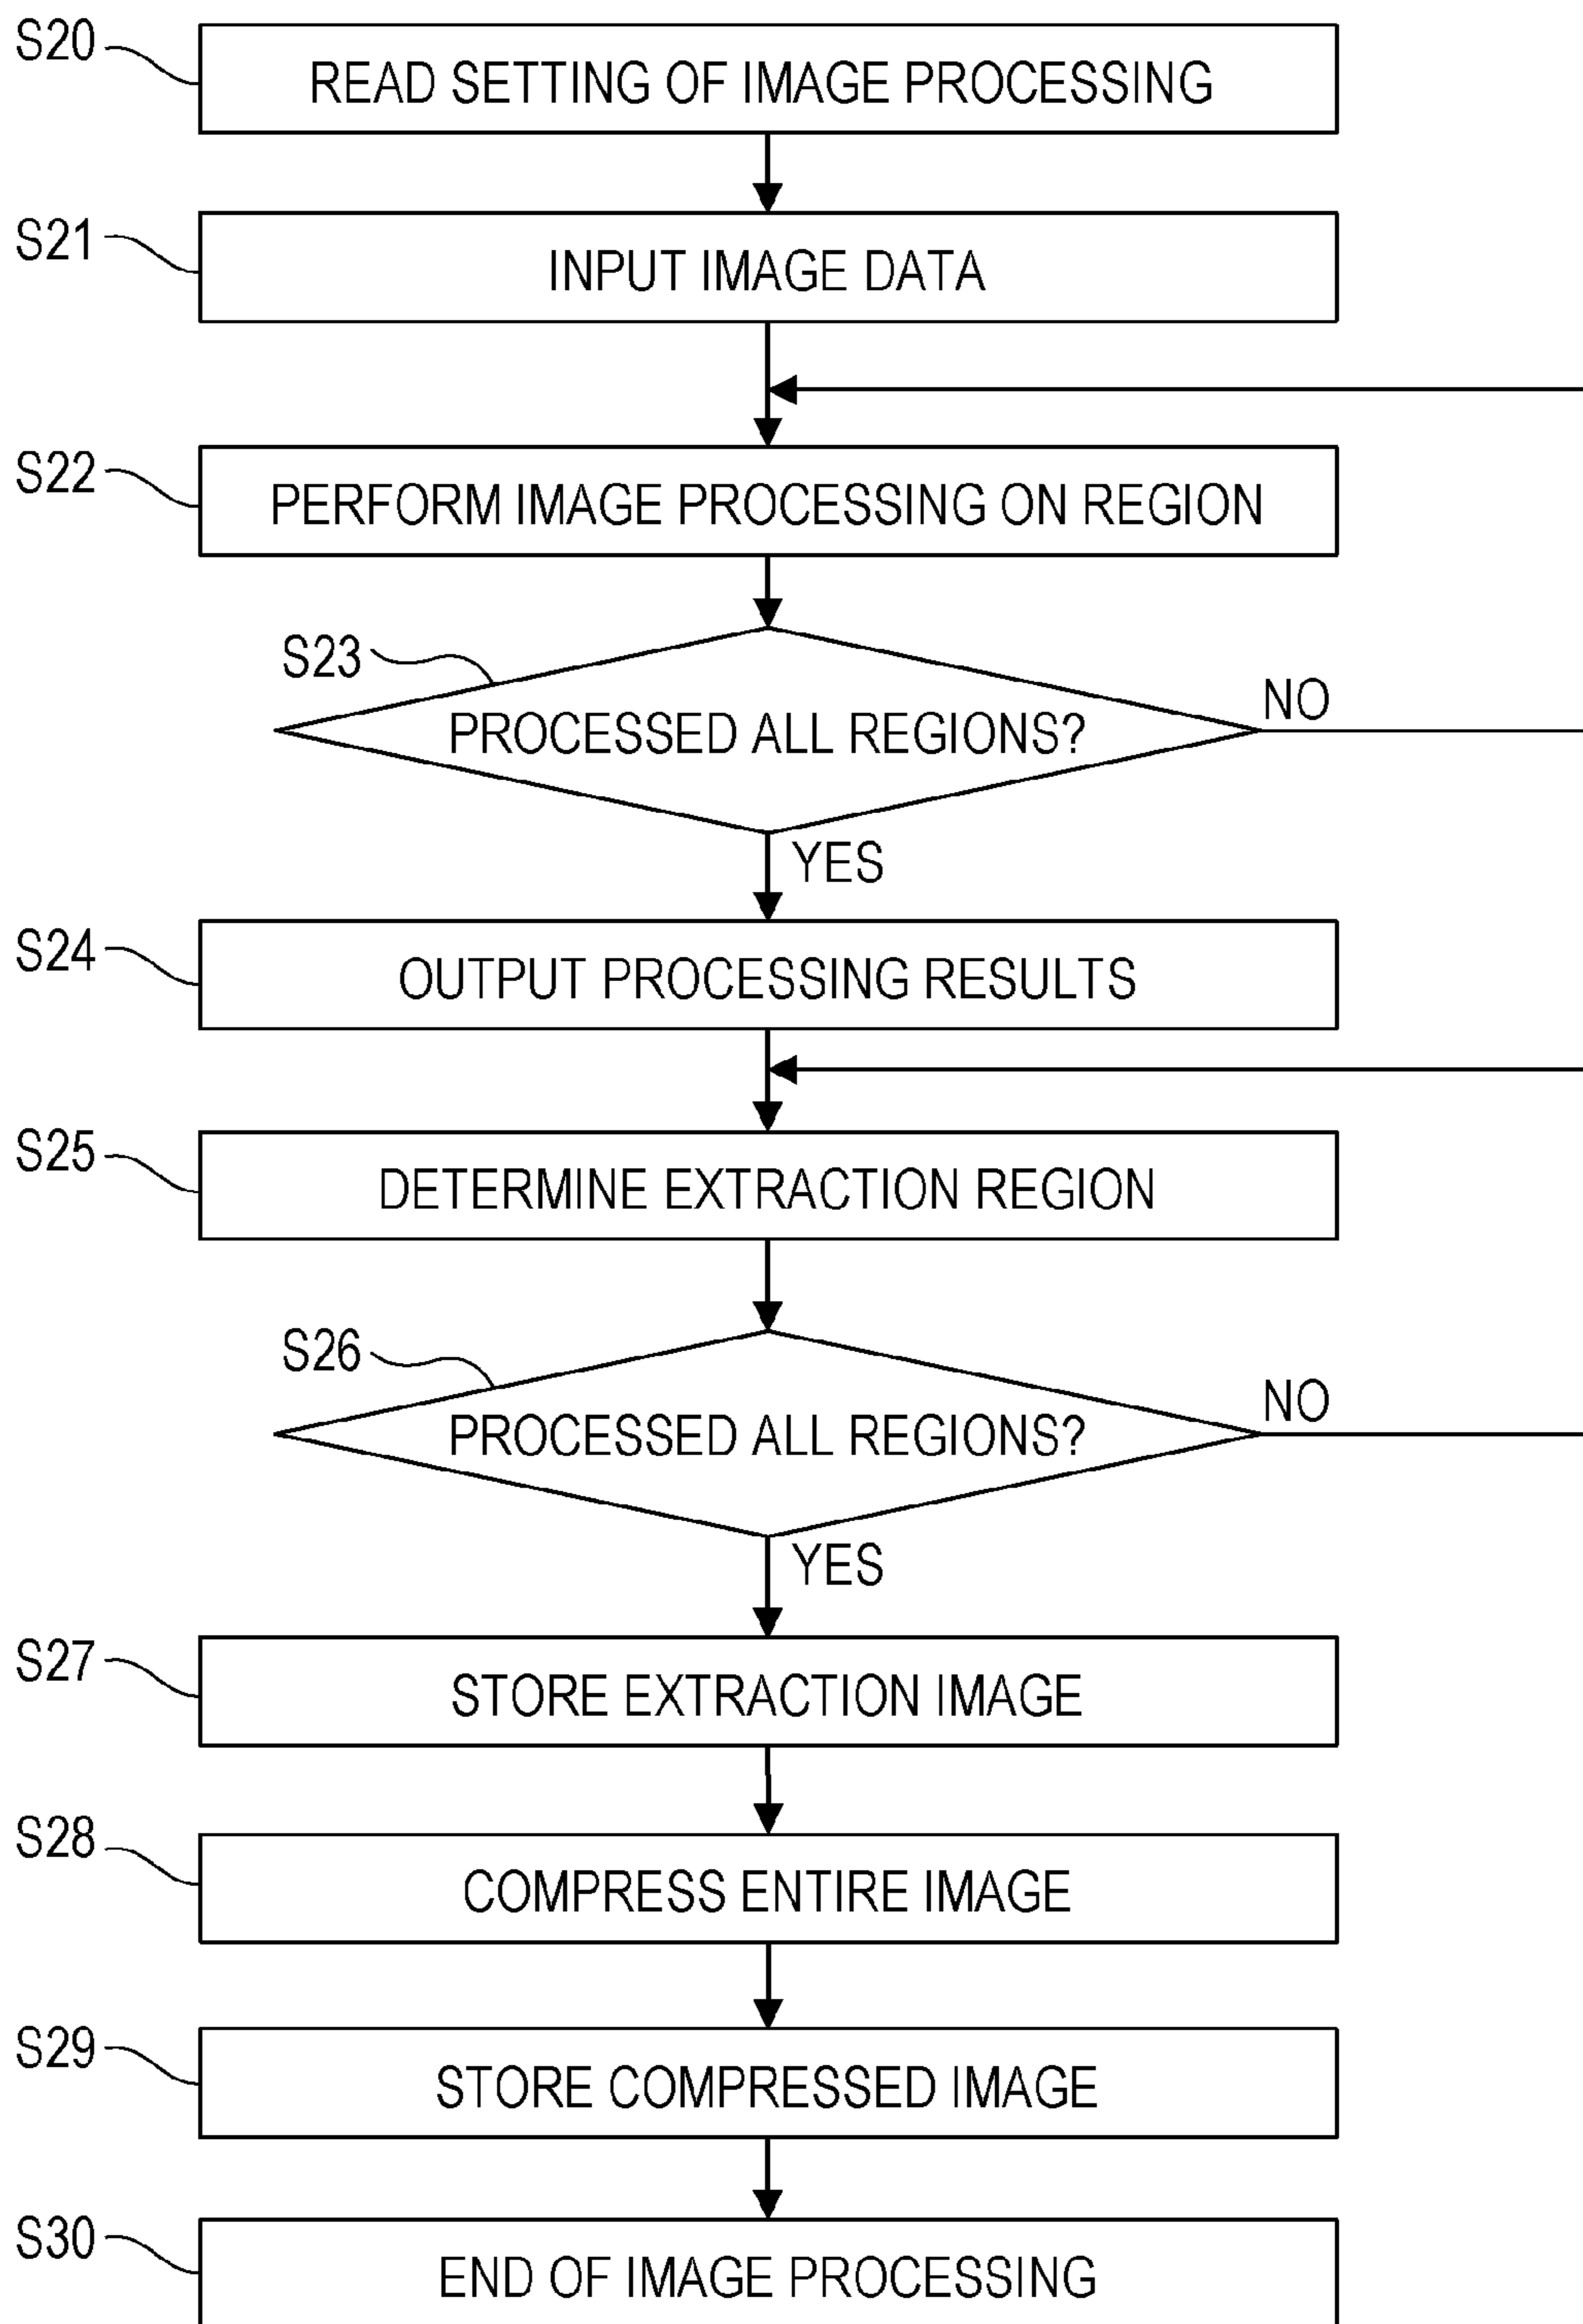 S20
READ SETTING OF IMAGE PROCESSING
S21
INPUT IMAGE DATA
S22
PERFORM IMAGE PROCESSING ON REGION
S23
PROCESSED ALL REGIONS?
NO
YES
S24
OUTPUT PROCESSING RESULTS
S25
DETERMINE EXTRACTION REGION
S26
PROCESSED ALL REGIONS?
NO
YES
S27
STORE EXTRACTION IMAGE
S28
COMPRESS ENTIRE IMAGE
S29
STORE COMPRESSED IMAGE
S30
END OF IMAGE PROCESSING